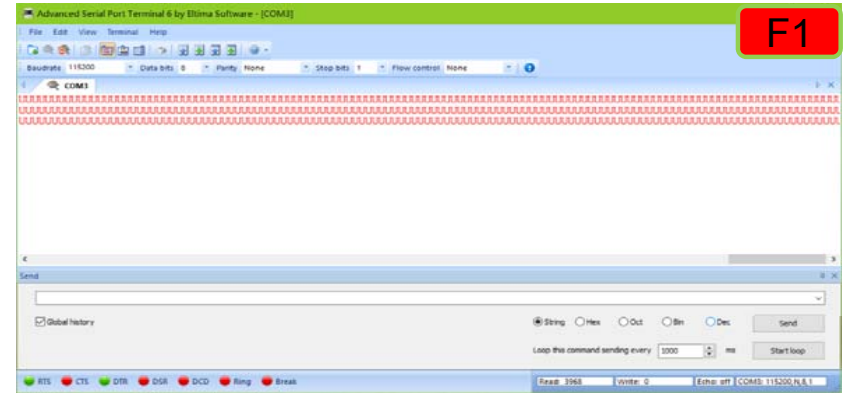 Advanced Serial Port Terminal 6 by Eltima Software - [COM3]
F1
File Edit View Terminal Help
Baudrate 115200 Data bits 8 Parity None Stop bits 1 Flow control None
COM3
Send
Global history
String Hex Oct Bin Dec Send
Loop this command sending every 1000 ms Start loop
RTS CTS DTR DSR DCD Ring Break Read: 3968 Write: 0 Echo: off COM3: 115200,N,8,1